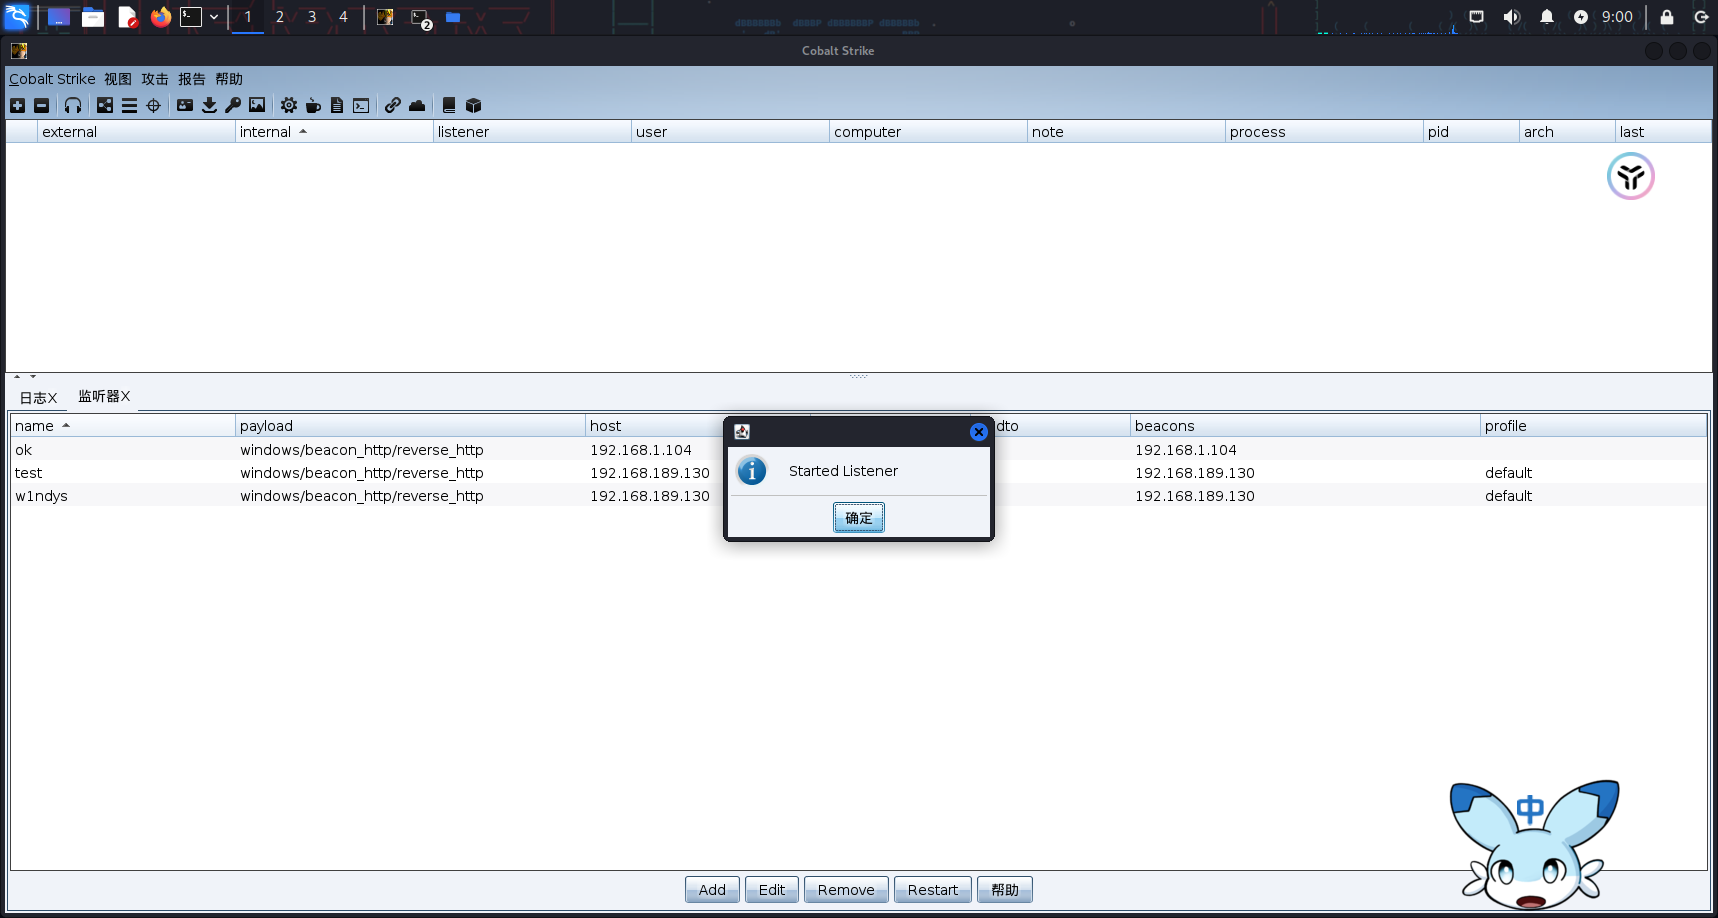 1 2 3 4 2 9:00
Cobalt Strike
Cobalt Strike 视图 攻击 报告 帮助
external internal listener user computer note process pid arch last
日志X 监听器X
name payload host dto beacons profile
ok windows/beacon_http/reverse_http 192.168.1.104 192.168.1.104
test windows/beacon_http/reverse_http 192.168.189.130 192.168.189.130 default
w1ndys windows/beacon_http/reverse_http 192.168.189.130 192.168.189.130 default
Started Listener
确定
中
Add Edit Remove Restart 帮助